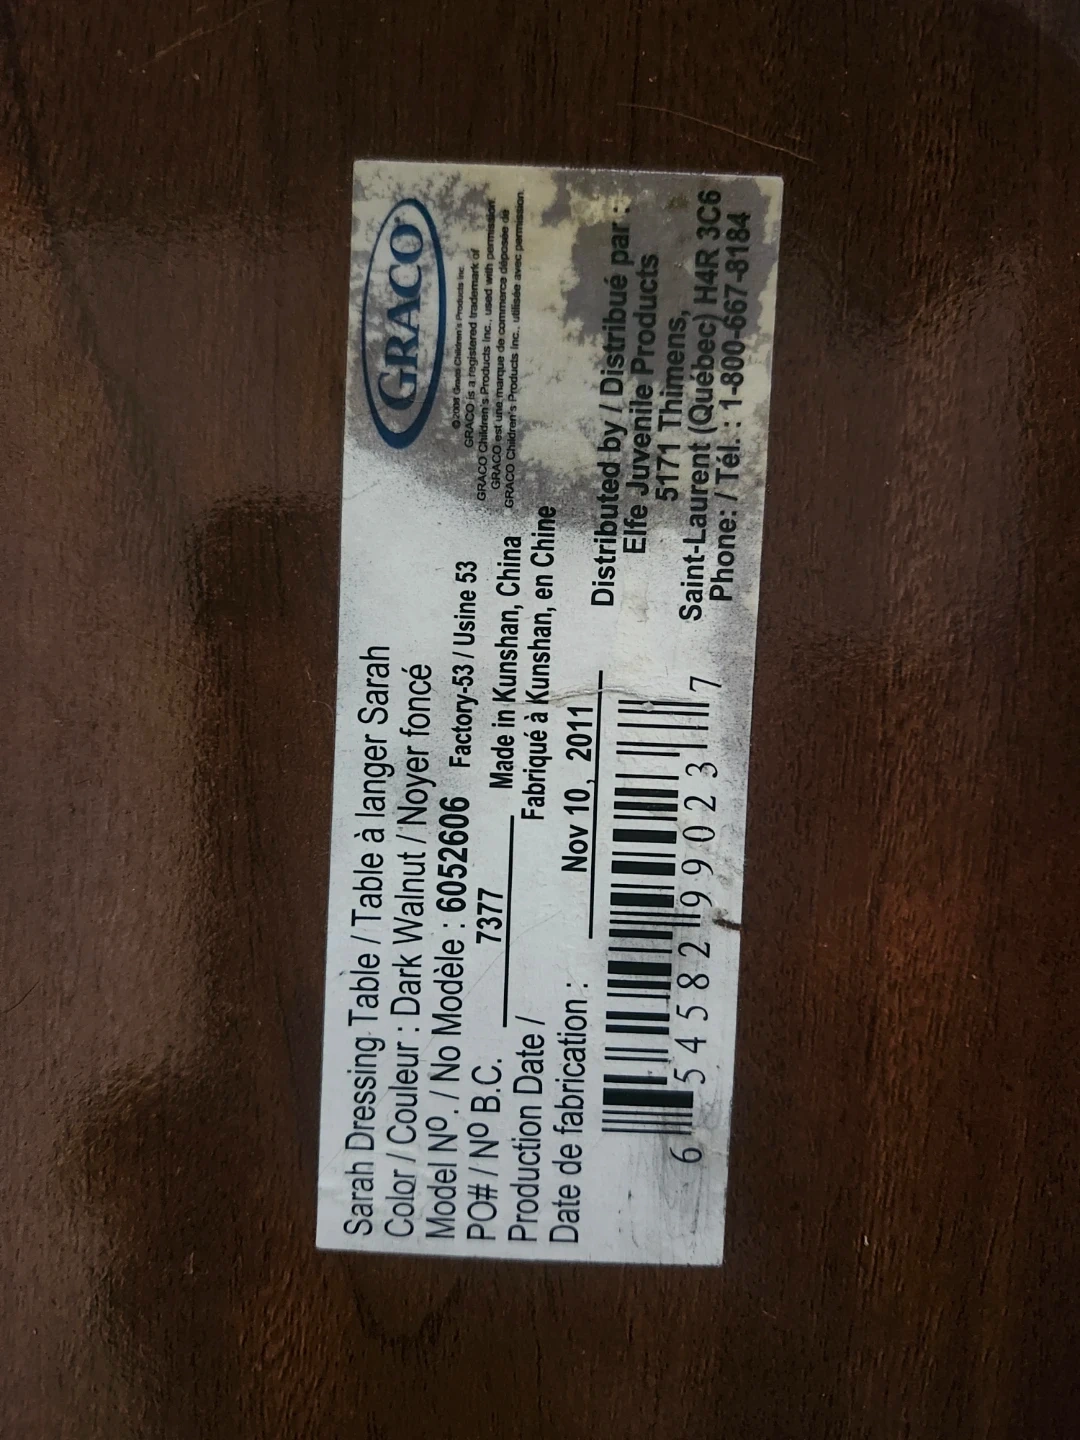 Sarah Dressing Table / Table à langer Sarah
Color / Couleur : Dark Walnut / Noyer foncé
Model Nº. / No Modèle : 6052606 Factory-53 / Usine 53
PO# / Nº B.C. 7377
Made in Kunshan, China
Fabriqué à Kunshan, en Chine
Production Date /
Date de fabrication : Nov 10, 2011
6 54582 99023 7
GRACO
©2008 Graco Children's Products Inc.
GRACO is a registered trademark of
GRACO Children's Products Inc., used with permission
GRACO est une marque de commerce déposée de
GRACO Children's Products Inc., utilisée avec permission.
Distributed by / Distribué par :
Elfe Juvenile Products
5171 Thimens,
Saint-Laurent (Québec) H4R 3C6
Phone: / Tél. : 1-800-667-8184